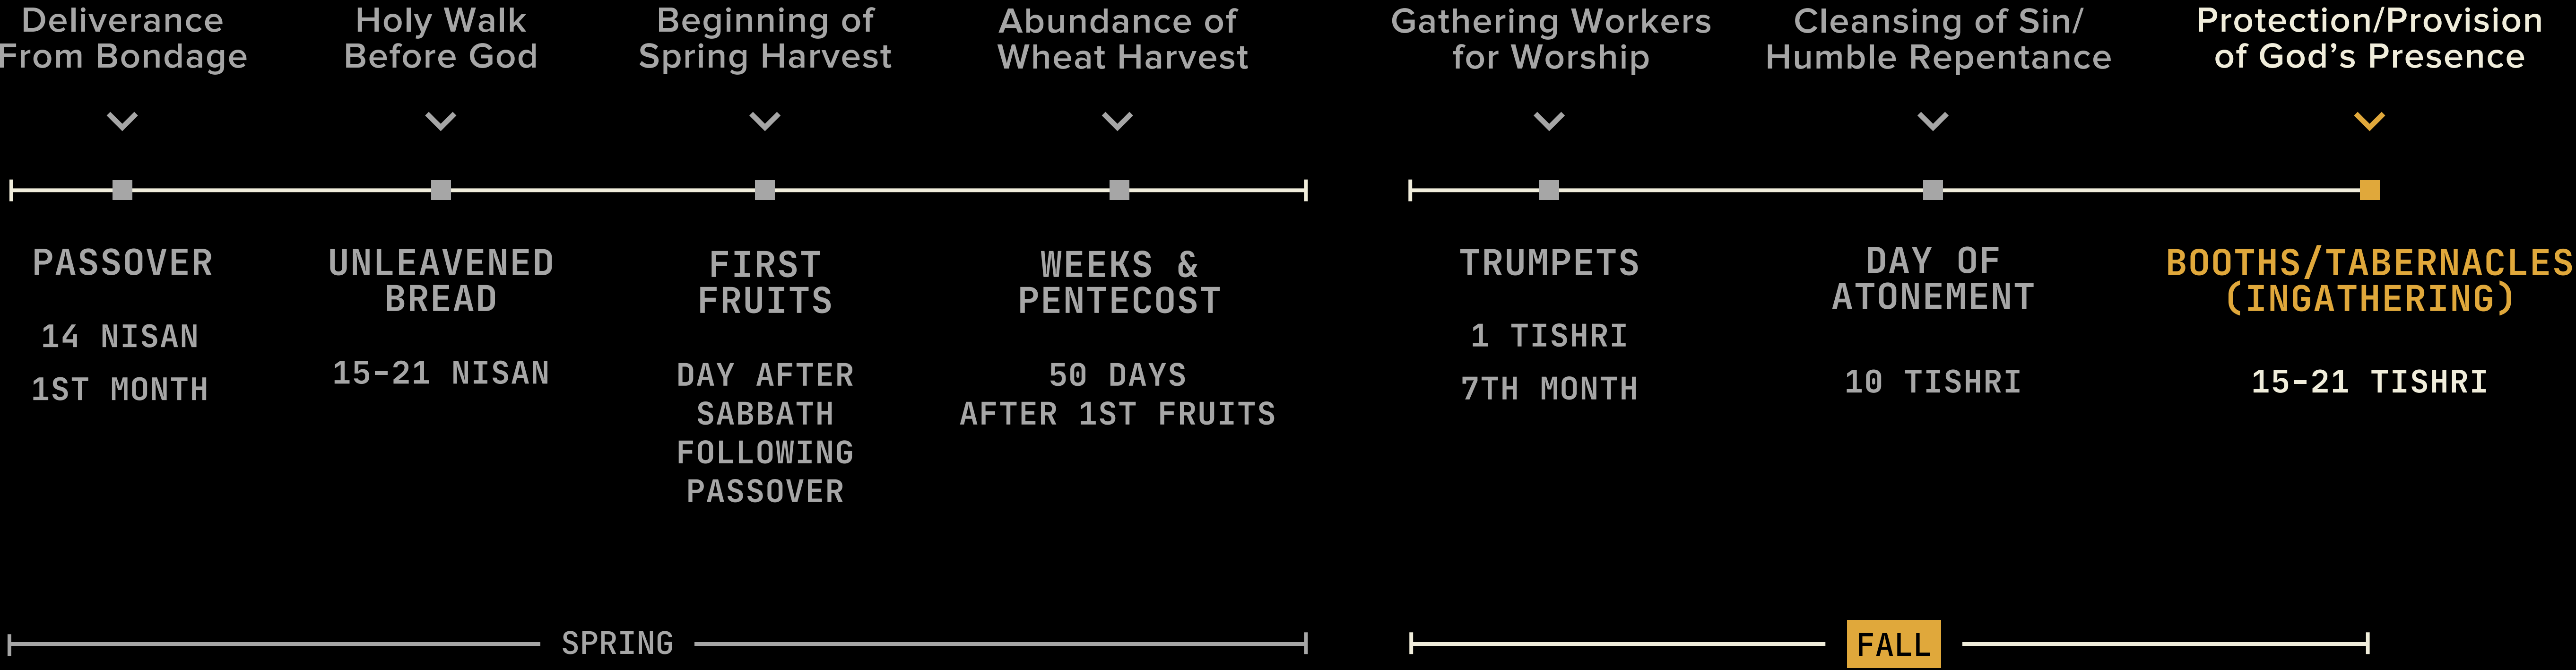 Deliverance
From Bondage
Holy Walk
Before God
Beginning of
Spring Harvest
Abundance of
Wheat Harvest
Gathering Workers
for Worship
Cleansing of Sin/
Humble Repentance
Protection/Provision
of God’s Presence
PASSOVER
14 NISAN
1ST MONTH
UNLEAVENED
BREAD
15-21 NISAN
FIRST
FRUITS
DAY AFTER
SABBATH
FOLLOWING
PASSOVER
WEEKS &
PENTECOST
50 DAYS
AFTER 1ST FRUITS
TRUMPETS
1 TISHRI
7TH MONTH
DAY OF
ATONEMENT
10 TISHRI
BOOTHS/TABERNACLES
(INGATHERING)
15-21 TISHRI
SPRING
FALL